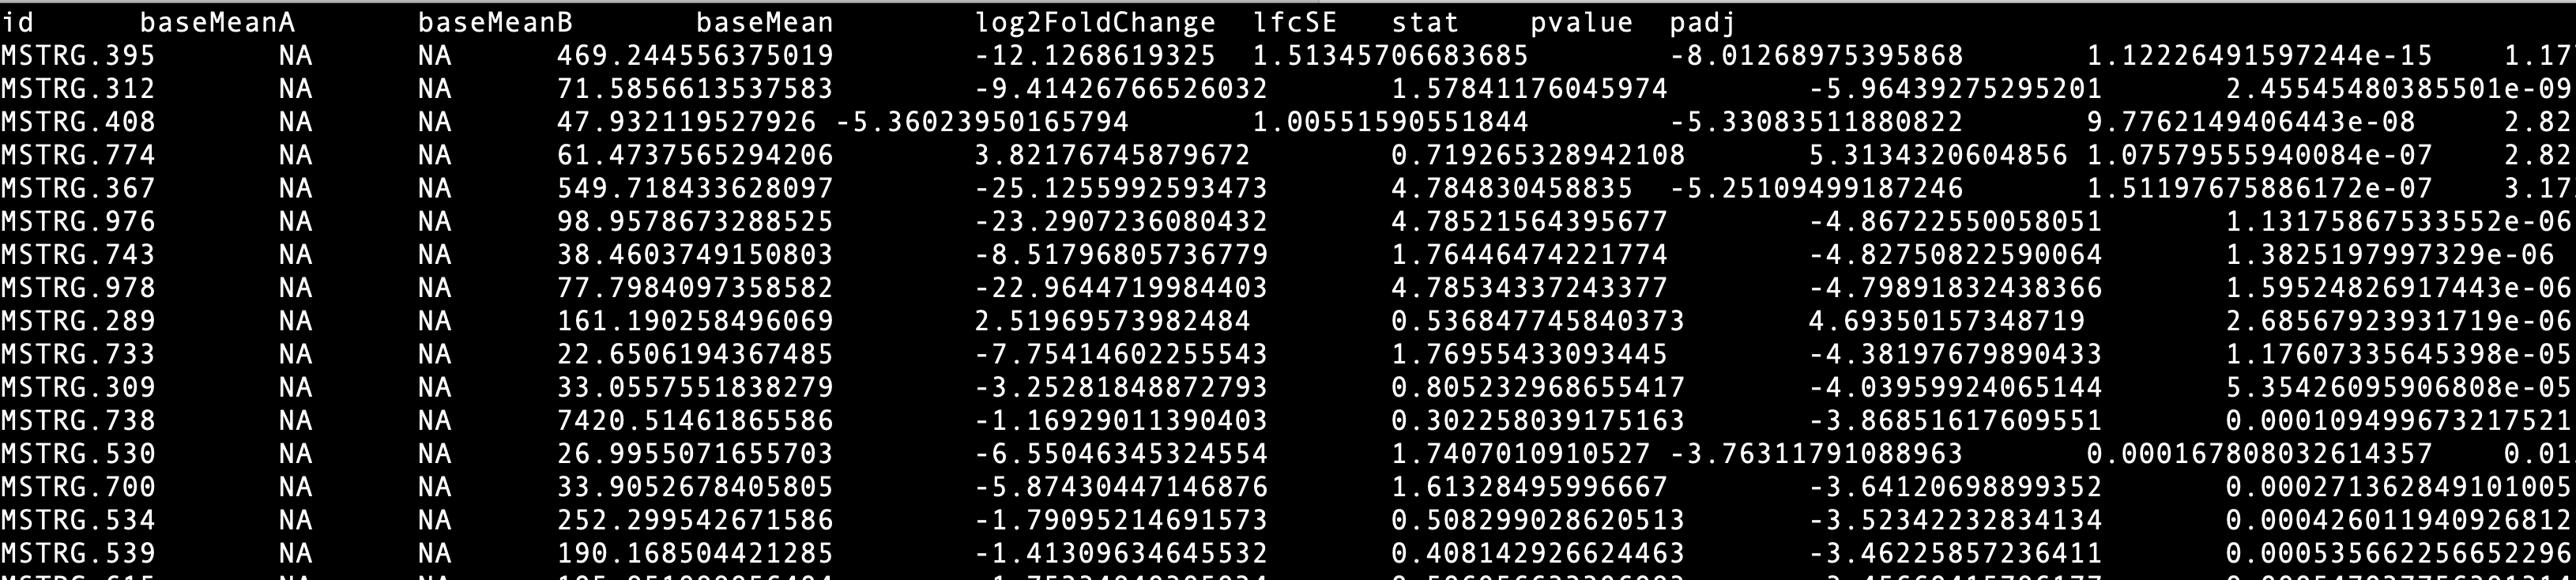 id baseMeanA baseMeanB baseMean log2FoldChange lfcSE stat pvalue padj
MSTRG.395 NA NA 469.244556375019 -12.1268619325 1.51345706683685 -8.01268975395868 1.12226491597244e-15 1.17
MSTRG.312 NA NA 71.5856613537583 -9.41426766526032 1.57841176045974 -5.96439275295201 2.45545480385501e-09
MSTRG.408 NA NA 47.932119527926 -5.36023950165794 1.00551590551844 -5.33083511880822 9.7762149406443e-08 2.82
MSTRG.774 NA NA 61.4737565294206 3.82176745879672 0.719265328942108 5.3134320604856 1.07579555940084e-07 2.82
MSTRG.367 NA NA 549.718433628097 -25.1255992593473 4.784830458835 -5.25109499187246 1.51197675886172e-07 3.17
MSTRG.976 NA NA 98.9578673288525 -23.2907236080432 4.78521564395677 -4.86722550058051 1.13175867533552e-06
MSTRG.743 NA NA 38.4603749150803 -8.51796805736779 1.76446474221774 -4.82750822590064 1.3825197997329e-06
MSTRG.978 NA NA 77.7984097358582 -22.9644719984403 4.78534337243377 -4.79891832438366 1.59524826917443e-06
MSTRG.289 NA NA 161.190258496069 2.51969573982484 0.536847745840373 4.69350157348719 2.68567923931719e-06
MSTRG.733 NA NA 22.6506194367485 -7.75414602255543 1.76955433093445 -4.38197679890433 1.17607335645398e-05
MSTRG.309 NA NA 33.0557551838279 -3.25281848872793 0.805232968655417 -4.03959924065144 5.35426095906808e-05
MSTRG.738 NA NA 7420.51461865586 -1.16929011390403 0.302258039175163 -3.86851617609551 0.000109499673217521
MSTRG.530 NA NA 26.9955071655703 -6.55046345324554 1.7407010910527 -3.76311791088963 0.000167808032614357 0.01
MSTRG.700 NA NA 33.9052678405805 -5.87430447146876 1.61328495996667 -3.64120698899352 0.000271362849101005
MSTRG.534 NA NA 252.299542671586 -1.79095214691573 0.508299028620513 -3.52342232834134 0.000426011940926812
MSTRG.539 NA NA 190.168504421285 -1.41309634645532 0.408142926624463 -3.46225857236411 0.000535662256652296